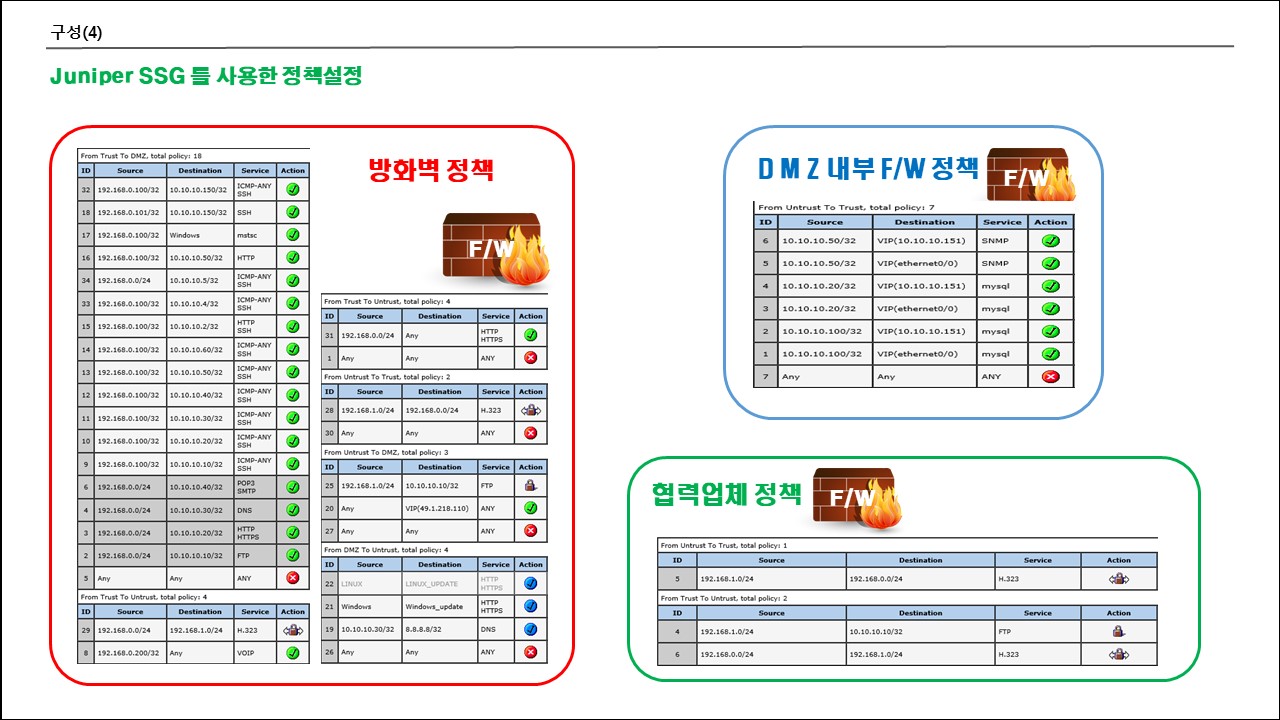 구성(4)
Juniper SSG 를 사용한 정책설정
방화벽 정책
F/W
From Trust To DMZ, total policy: 18
ID Source Destination Service Action
32 192.168.0.100/32 10.10.10.150/32 ICMP-ANY
SSH
18 192.168.0.101/32 10.10.10.150/32 SSH
17 192.168.0.100/32 Windows mstsc
16 192.168.0.100/32 10.10.10.50/32 HTTP
34 192.168.0.0/24 10.10.10.5/32 ICMP-ANY
SSH
33 192.168.0.100/32 10.10.10.4/32 ICMP-ANY
SSH
15 192.168.0.100/32 10.10.10.2/32 HTTP
SSH
14 192.168.0.100/32 10.10.10.60/32 ICMP-ANY
SSH
13 192.168.0.100/32 10.10.10.50/32 ICMP-ANY
SSH
12 192.168.0.100/32 10.10.10.40/32 ICMP-ANY
SSH
11 192.168.0.100/32 10.10.10.30/32 ICMP-ANY
SSH
10 192.168.0.100/32 10.10.10.20/32 ICMP-ANY
SSH
9 192.168.0.100/32 10.10.10.10/32 ICMP-ANY
SSH
6 192.168.0.0/24 10.10.10.40/32 POP3
SMTP
4 192.168.0.0/24 10.10.10.30/32 DNS
3 192.168.0.0/24 10.10.10.20/32 HTTP
HTTPS
2 192.168.0.0/24 10.10.10.10/32 FTP
5 Any Any ANY
From Trust To Untrust, total policy: 4
ID Source Destination Service Action
29 192.168.0.0/24 192.168.1.0/24 H.323
8 192.168.0.200/32 Any VOIP
From Trust To Untrust, total policy: 4
ID Source Destination Service Action
31 192.168.0.0/24 Any HTTP
HTTPS
1 Any Any ANY
From Untrust To Trust, total policy: 2
ID Source Destination Service Action
28 192.168.1.0/24 192.168.0.0/24 H.323
30 Any Any ANY
From Untrust To DMZ, total policy: 3
ID Source Destination Service Action
25 192.168.1.0/24 10.10.10.10/32 FTP
20 Any VIP(49.1.218.110) ANY
27 Any Any ANY
From DMZ To Untrust, total policy: 4
ID Source Destination Service Action
22 LINUX LINUX_UPDATE HTTP
HTTPS
21 Windows Windows_update HTTP
HTTPS
19 10.10.10.30/32 8.8.8.8/32 DNS
26 Any Any ANY
D M Z 내부 F/W 정책
F/W
From Untrust To Trust, total policy: 7
ID Source Destination Service Action
6 10.10.10.50/32 VIP(10.10.10.151) SNMP
5 10.10.10.50/32 VIP(ethernet0/0) SNMP
4 10.10.10.20/32 VIP(10.10.10.151) mysql
3 10.10.10.20/32 VIP(ethernet0/0) mysql
2 10.10.10.100/32 VIP(10.10.10.151) mysql
1 10.10.10.100/32 VIP(ethernet0/0) mysql
7 Any Any ANY
협력업체 정책
F/W
From Untrust To Trust, total policy: 1
ID Source Destination Service Action
5 192.168.1.0/24 192.168.0.0/24 H.323
From Trust To Untrust, total policy: 2
ID Source Destination Service Action
4 192.168.1.0/24 10.10.10.10/32 FTP
6 192.168.0.0/24 192.168.1.0/24 H.323